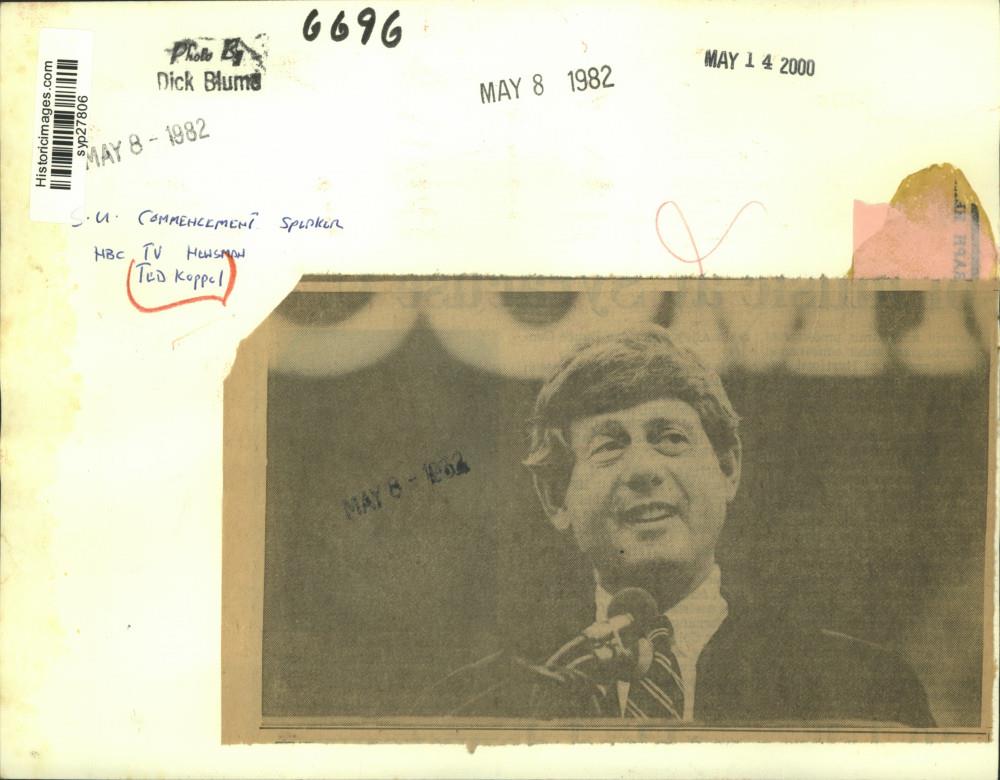 6696
Photo By
Dick Blume
MAY 8 1982
MAY 14 2000
Historicimages.com
syp27806
MAY 8 - 1982
S.U. COMMENCEMENT SPEAKER
NBC TV NEWSMAN
TED Koppel
MAY 8 - 1982